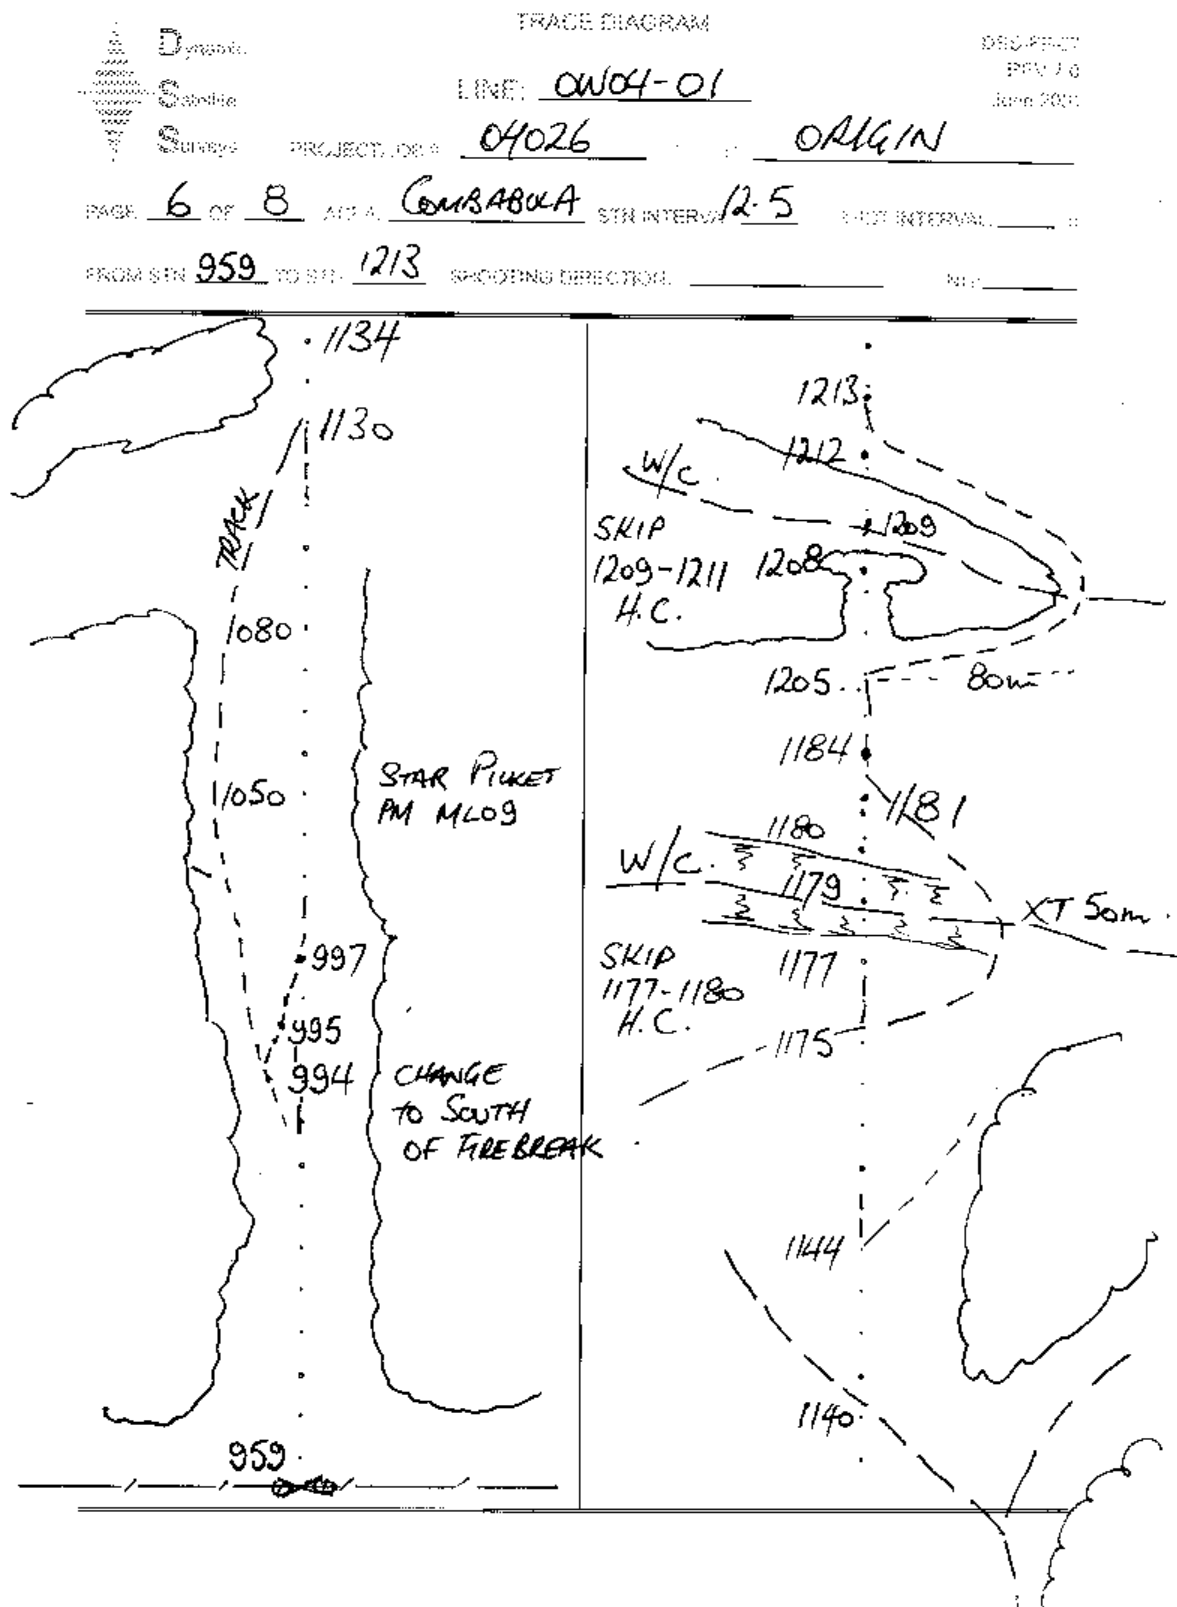 TRACE DIAGRAM
Dynamic
Satellite
Surveys
June
LINE: OW04-01
PROJECT/JOB# 04026 ORIGIN
PAGE 6 OF 8 AREA COMBABULA STN INTERVAL 12.5 SHOT INTERVAL
FROM STN 959 TO STN 1213 SHOOTING DIRECTION:
1134
1130
TRACK
1080
1050
STAR PICKET
PM ML09
997
995
994
CHANGE
TO SOUTH
OF FIREBREAK
959
1213
1212
W/C.
1209
SKIP
1209-1211
H.C.
1208
1205
80m
1184
1181
1180
W/C.
1179
XT 50m.
SKIP
1177-1180
H.C.
1177
1175
1144
1140